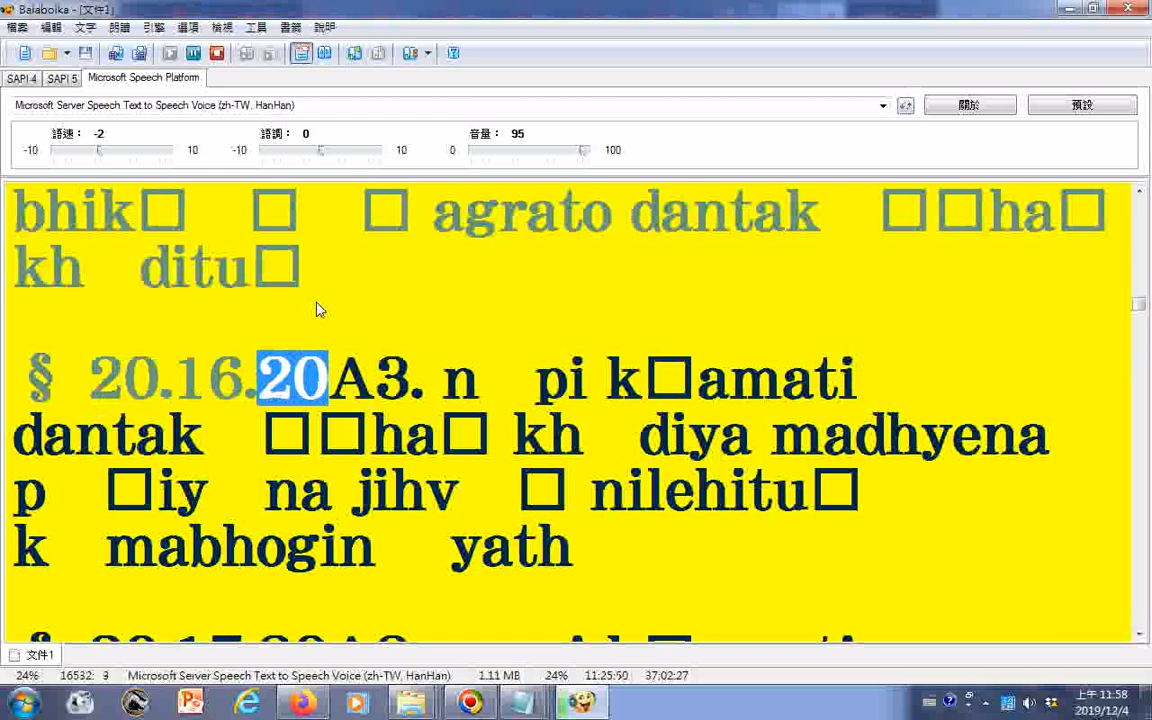 Balabolka - [文件1]
檔案 編輯 文字 朗讀 引擎 選項 檢視 工具 書籤 說明
SAPI 4 SAPI 5 Microsoft Speech Platform
Microsoft Server Speech Text to Speech Voice (zh-TW, HanHan) 關於 預設
語速： -2 語調： 0 音量： 95
-10 10 -10 10 0 100
bhik□ □ □ agrato dantak □□ha□
kh ditu□
§ 20.16.20A3. n pi k□amati
dantak □□ha□ kh diya madhyena
p □iy na jihv □ nilehitu□
k mabhogin yath
文件1
24% 16532: 3 Microsoft Server Speech Text to Speech Voice (zh-TW, HanHan) 1.11 MB 24% 11:25:50 37:02:27
上午 11:58
2019/12/4